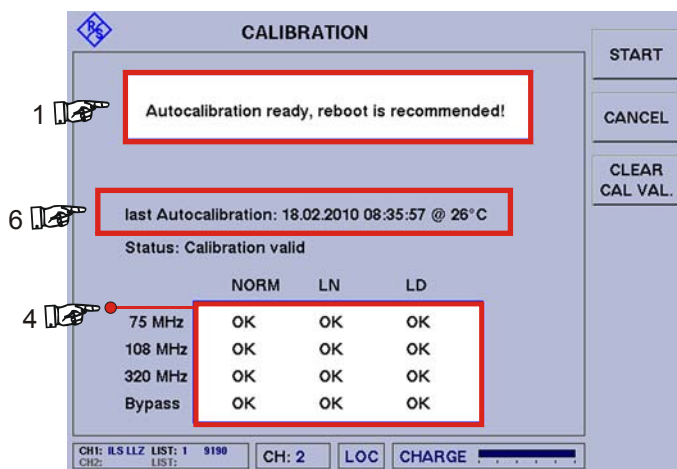 R&S
CALIBRATION
START
1
Autocalibration ready, reboot is recommended!
CANCEL
CLEAR
CAL VAL.
6
last Autocalibration: 18.02.2010 08:35:57 @ 26°C
Status: Calibration valid
NORM LN LD
4
75 MHz OK OK OK
108 MHz OK OK OK
320 MHz OK OK OK
Bypass OK OK OK
CH1: ILS LLZ LIST: 1 9190
CH2: LIST:
CH: 2 LOC CHARGE